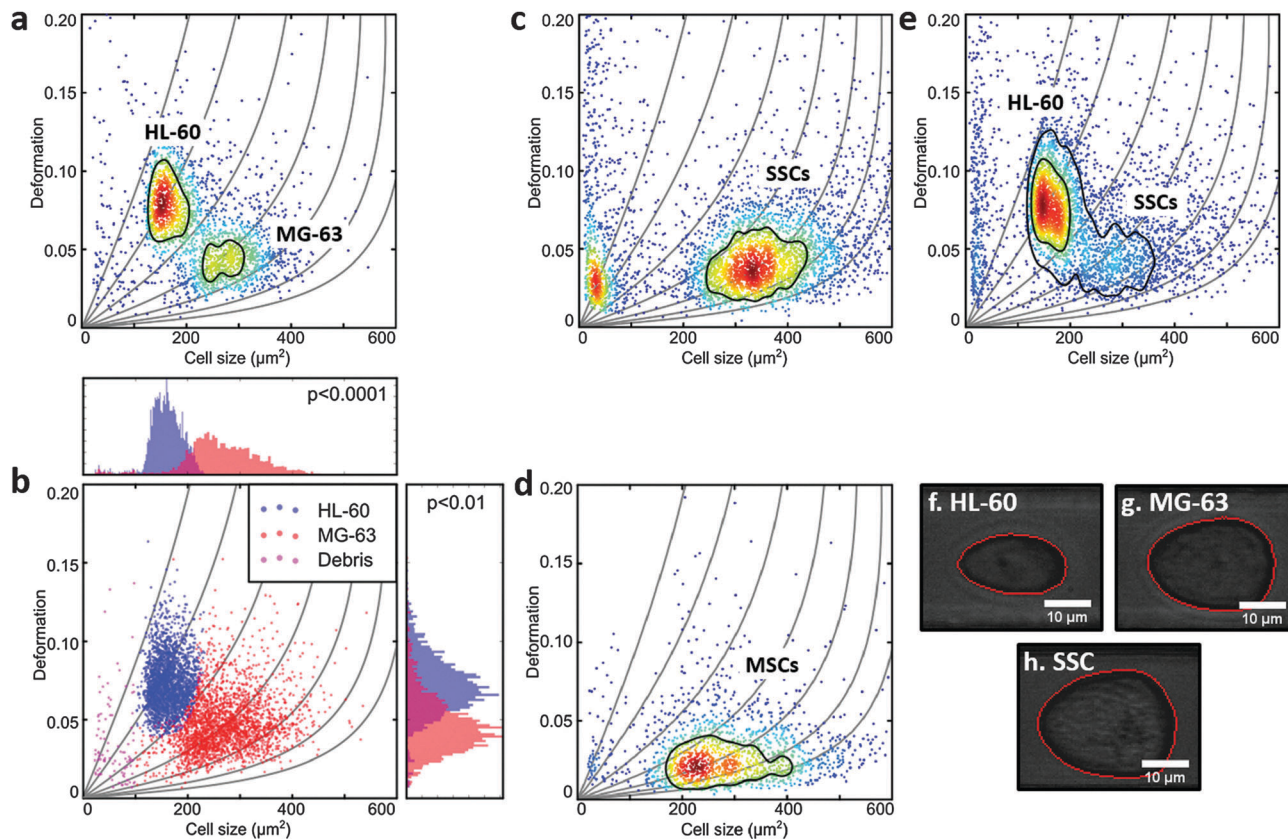 a
0.20
0.15
0.10
0.05
0
Deformation
HL-60
MG-63
0
200
400
600
Cell size (µm²)
c
0.20
0.15
0.10
0.05
0
Deformation
SSCs
0
200
400
600
Cell size (µm²)
e
0.20
0.15
0.10
0.05
0
Deformation
HL-60
SSCs
0
200
400
600
Cell size (µm²)
p<0.0001
b
0.20
0.15
0.10
0.05
0
Deformation
HL-60
MG-63
Debris
0
200
400
600
Cell size (µm²)
p<0.01
d
0.20
0.15
0.10
0.05
0
Deformation
MSCs
0
200
400
600
Cell size (µm²)
f. HL-60
10 µm
g. MG-63
10 µm
h. SSC
10 µm